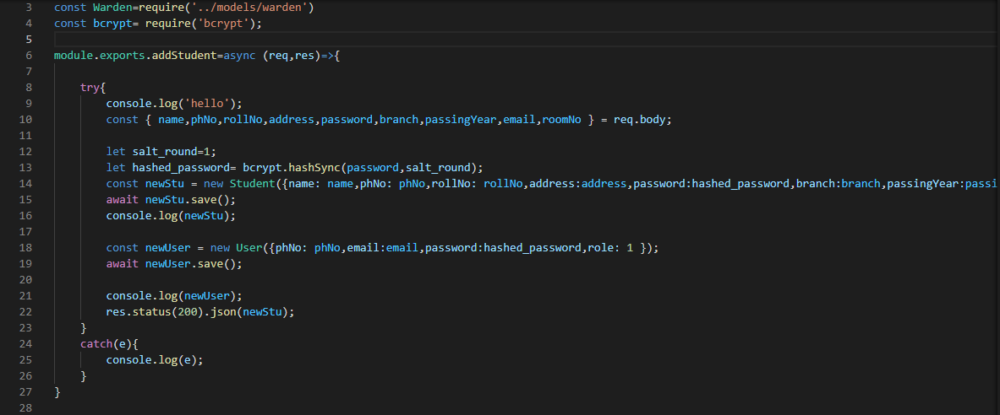 3 const Warden=require('../models/warden')
4 const bcrypt= require('bcrypt');
5
6 module.exports.addStudent=async (req,res)=>{
7
8 try{
9 console.log('hello');
10 const { name,phNo,rollNo,address,password,branch,passingYear,email,roomNo } = req.body;
11
12 let salt_round=1;
13 let hashed_password= bcrypt.hashSync(password,salt_round);
14 const newStu = new Student({name: name,phNo: phNo,rollNo: rollNo,address:address,password:hashed_password,branch:branch,passingYear:passi
15 await newStu.save();
16 console.log(newStu);
17
18 const newUser = new User({phNo: phNo,email:email,password:hashed_password,role: 1 });
19 await newUser.save();
20
21 console.log(newUser);
22 res.status(200).json(newStu);
23 }
24 catch(e){
25 console.log(e);
26 }
27 }
28